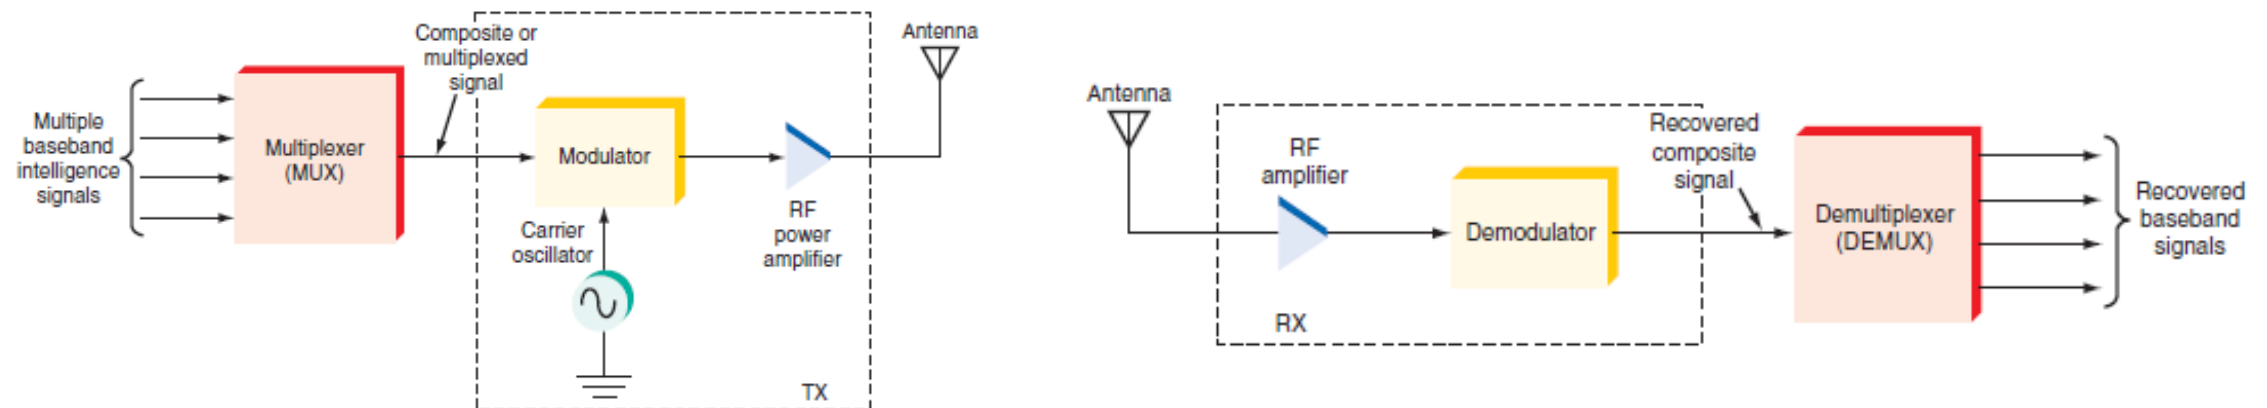 Multiple
baseband
intelligence
signals
Multiplexer
(MUX)
Composite or
multiplexed
signal
Modulator
Carrier
oscillator
RF
power
amplifier
Antenna
TX
Antenna
RF
amplifier
Demodulator
RX
Recovered
composite
signal
Demultiplexer
(DEMUX)
Recovered
baseband
signals